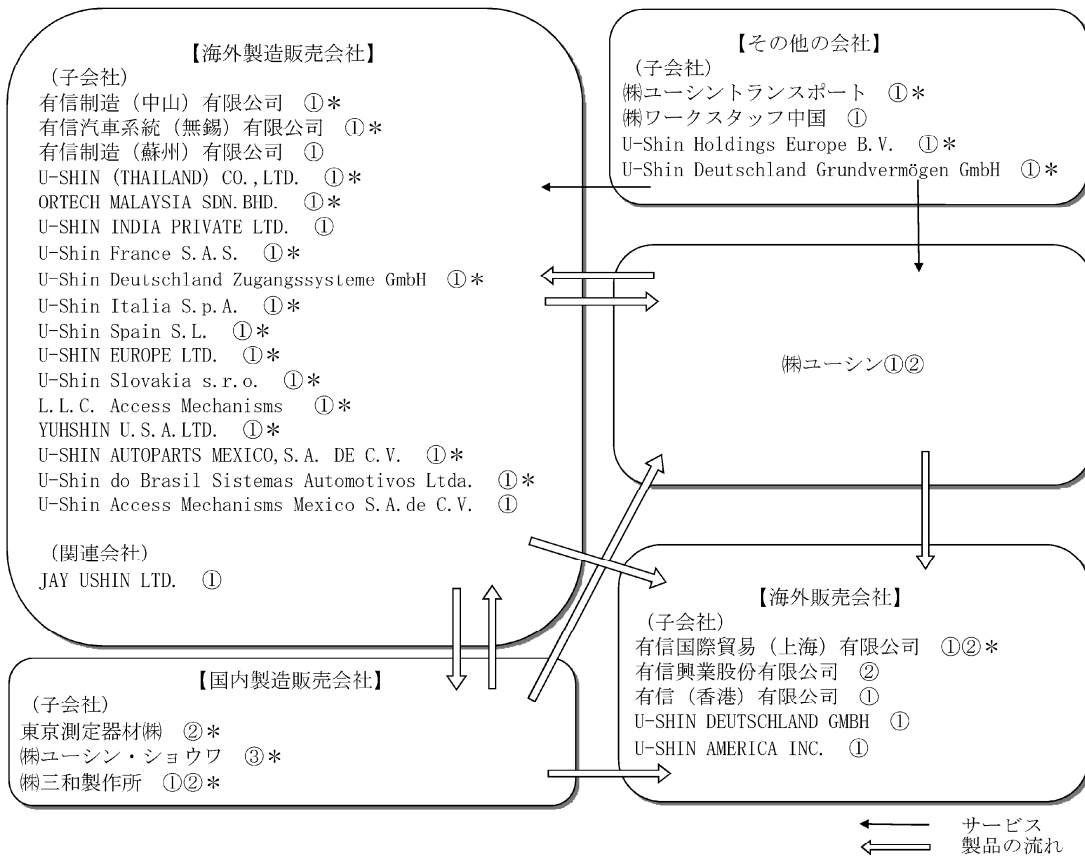 【海外製造販売会社】
(子会社)
有信制造(中山)有限公司 ①*
有信汽車系統(無錫)有限公司 ①*
有信制造(蘇州)有限公司 ①
U-SHIN (THAILAND) CO.,LTD. ①*
ORTECH MALAYSIA SDN.BHD. ①*
U-SHIN INDIA PRIVATE LTD. ①
U-Shin France S.A.S. ①*
U-Shin Deutschland Zugangssysteme GmbH ①*
U-Shin Italia S.p.A. ①*
U-Shin Spain S.L. ①*
U-SHIN EUROPE LTD. ①*
U-Shin Slovakia s.r.o. ①*
L.L.C. Access Mechanisms ①*
YUHSHIN U.S.A.LTD. ①*
U-SHIN AUTOPARTS MEXICO,S.A. DE C.V. ①*
U-Shin do Brasil Sistemas Automotivos Ltda. ①*
U-Shin Access Mechanisms Mexico S.A.de C.V. ①
(関連会社)
JAY USHIN LTD. ①
【その他の会社】
(子会社)
㈱ユーシントランスポート ①*
㈱ワークスタッフ中国 ①
U-Shin Holdings Europe B.V. ①*
U-Shin Deutschland Grundvermögen GmbH ①*
㈱ユーシン①②
【国内製造販売会社】
(子会社)
東京測定器材㈱ ②*
㈱ユーシン・ショウワ ③*
㈱三和製作所 ①②*
【海外販売会社】
(子会社)
有信国際貿易(上海)有限公司 ①②*
有信興業股份有限公司 ②
有信(香港)有限公司 ①
U-SHIN DEUTSCHLAND GMBH ①
U-SHIN AMERICA INC. ①
サービス
製品の流れ